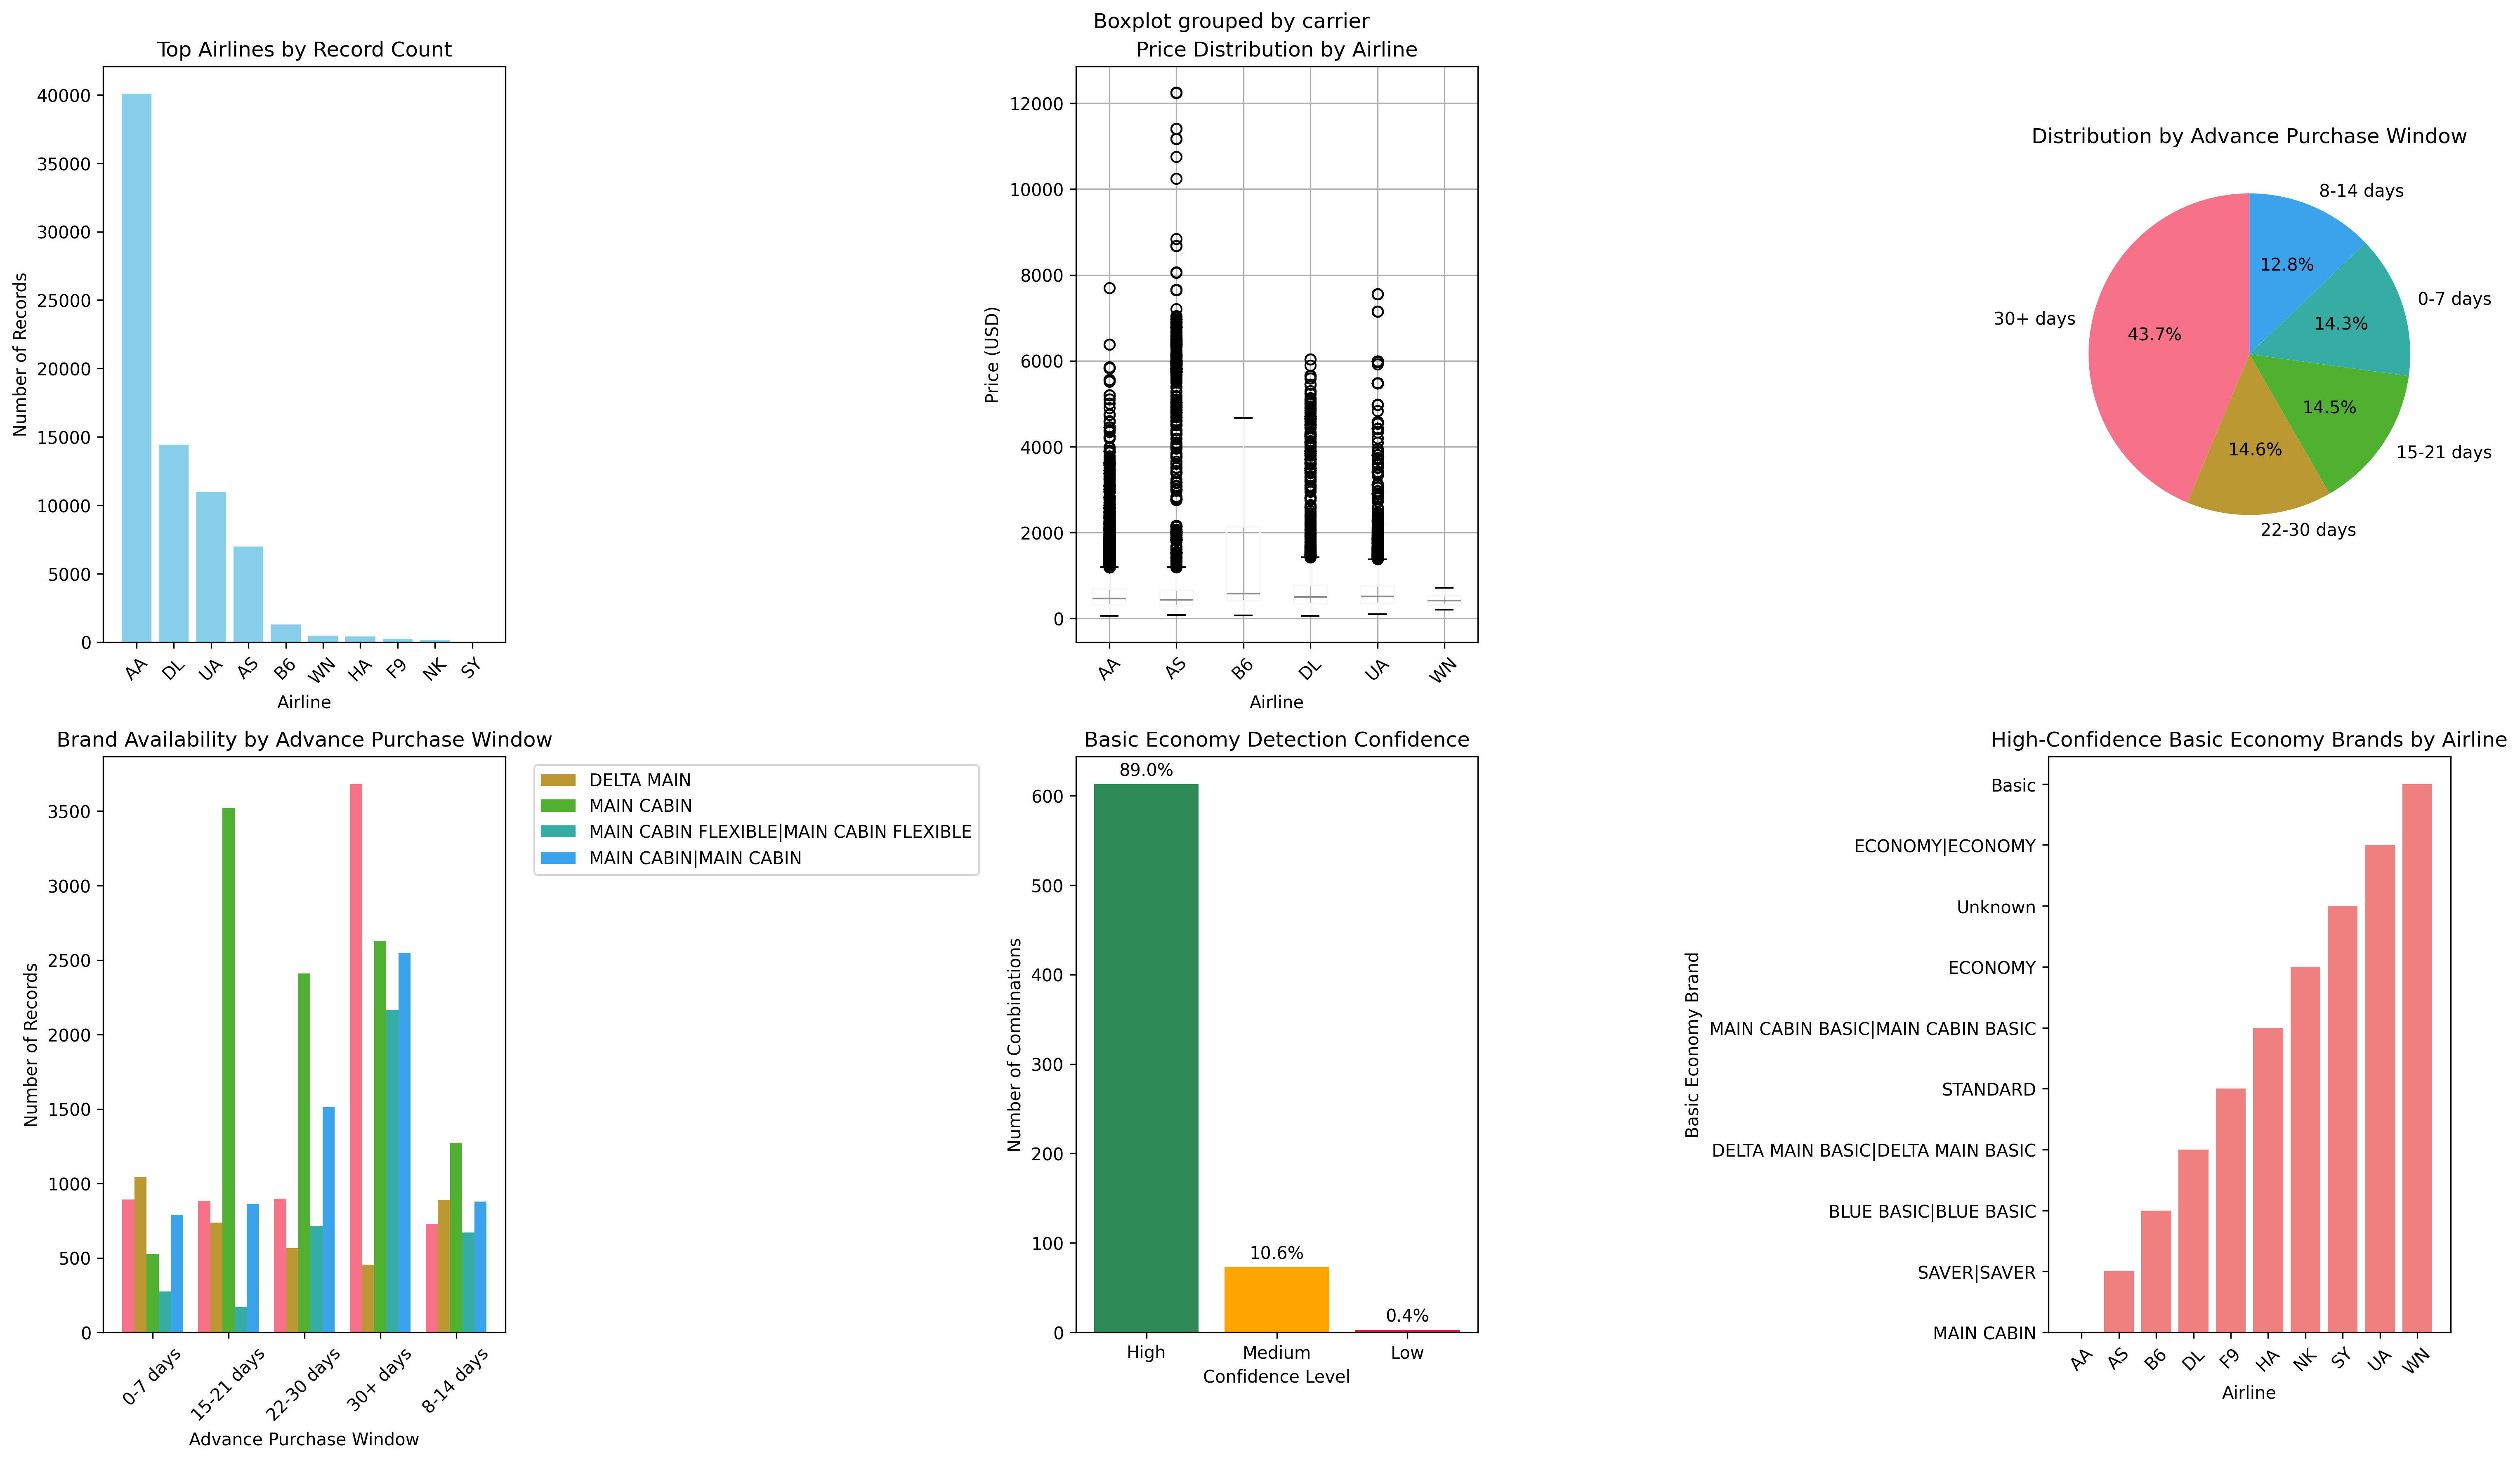 Top Airlines by Record Count
Number of Records
40000
35000
30000
25000
20000
15000
10000
5000
0
AA DL UA AS B6 WN HA F9 NK SY
Airline
Boxplot grouped by carrier
Price Distribution by Airline
Price (USD)
12000
10000
8000
6000
4000
2000
0
AA AS B6 DL UA WN
Airline
Distribution by Advance Purchase Window
8-14 days
12.8%
0-7 days
14.3%
30+ days
43.7%
14.5%
15-21 days
14.6%
22-30 days
Brand Availability by Advance Purchase Window
Number of Records
3500
3000
2500
2000
1500
1000
500
0
0-7 days 15-21 days 22-30 days 30+ days 8-14 days
Advance Purchase Window
DELTA MAIN
MAIN CABIN
MAIN CABIN FLEXIBLE|MAIN CABIN FLEXIBLE
MAIN CABIN|MAIN CABIN
Basic Economy Detection Confidence
Number of Combinations
600
500
400
300
200
100
0
89.0%
10.6%
0.4%
High Medium Low
Confidence Level
High-Confidence Basic Economy Brands by Airline
Basic Economy Brand
Basic
ECONOMY|ECONOMY
Unknown
ECONOMY
MAIN CABIN BASIC|MAIN CABIN BASIC
STANDARD
DELTA MAIN BASIC|DELTA MAIN BASIC
BLUE BASIC|BLUE BASIC
SAVER|SAVER
MAIN CABIN
AA AS B6 DL F9 HA NK SY UA WN
Airline